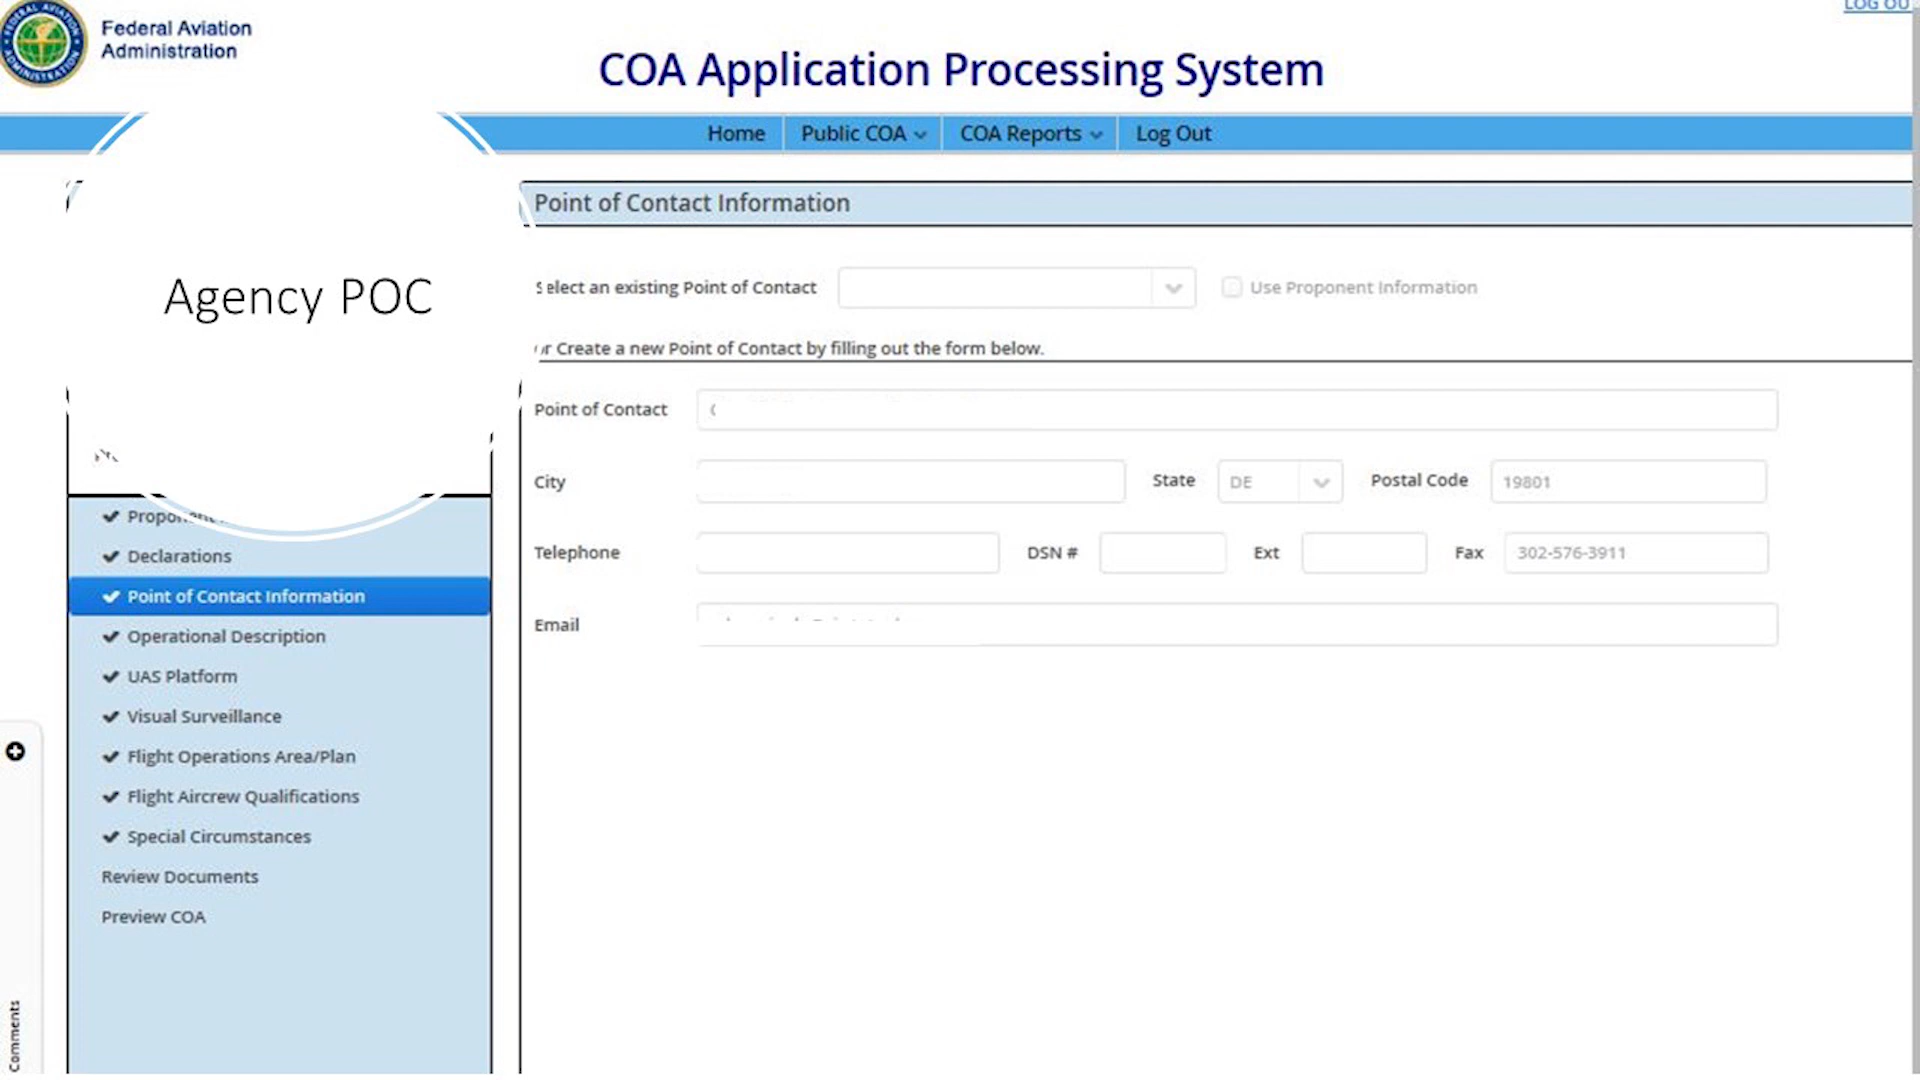 Federal Aviation
Administration
COA Application Processing System
Home Public COA COA Reports Log Out
Point of Contact Information
Agency POC
elect an existing Point of Contact Use Proponent Information
r Create a new Point of Contact by filling out the form below.
Point of Contact
City State DE Postal Code 19801
Telephone DSN # Ext Fax 302-576-3911
Email
Declarations
Point of Contact Information
Operational Description
UAS Platform
Visual Surveillance
Flight Operations Area/Plan
Flight Aircrew Qualifications
Special Circumstances
Review Documents
Preview COA
Comments